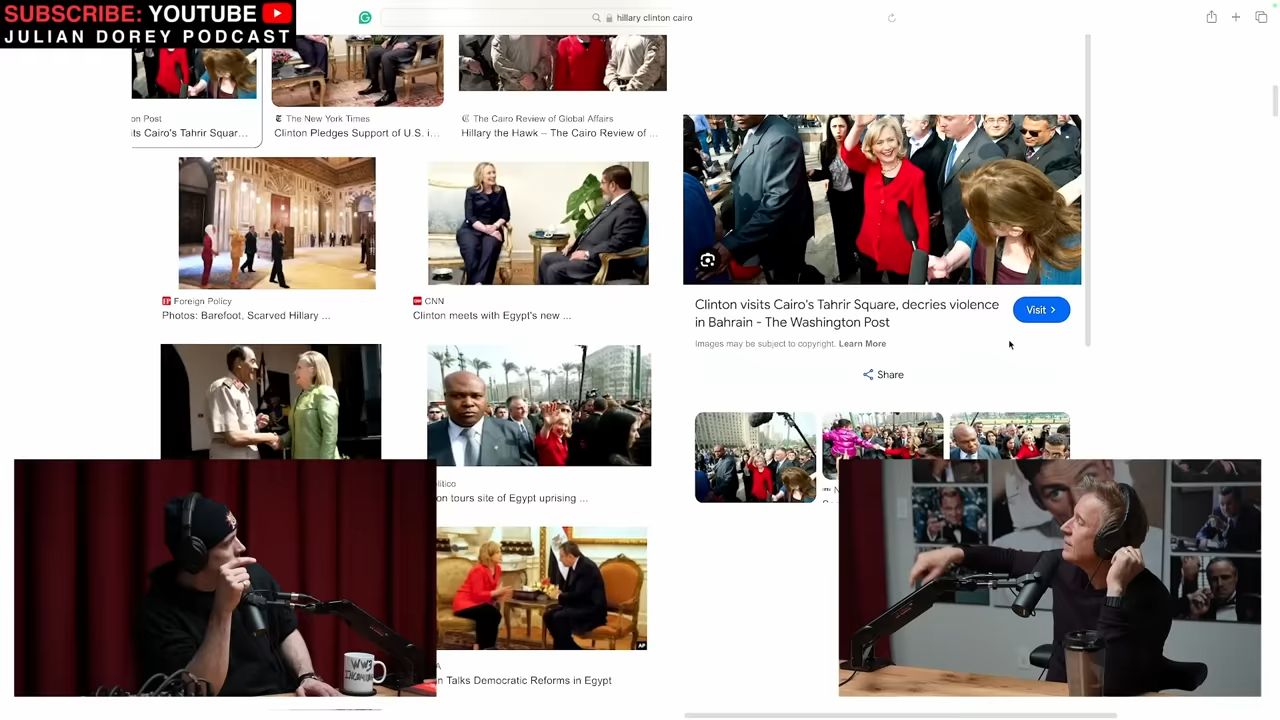 SUBSCRIBE: YOUTUBE
JULIAN DOREY PODCAST
hillary clinton cairo
on Post
its Cairo's Tahrir Squar...
The New York Times
Clinton Pledges Support of U.S. i...
The Cairo Review of Global Affairs
Hillary the Hawk – The Cairo Review of ...
Foreign Policy
Photos: Barefoot, Scarved Hillary ...
CNN
Clinton meets with Egypt's new ...
Clinton visits Cairo's Tahrir Square, decries violence
in Bahrain - The Washington Post
Visit >
Images may be subject to copyright. Learn More
Share
litico
on tours site of Egypt uprising ...
AP
A
n Talks Democratic Reforms in Egypt
WW3